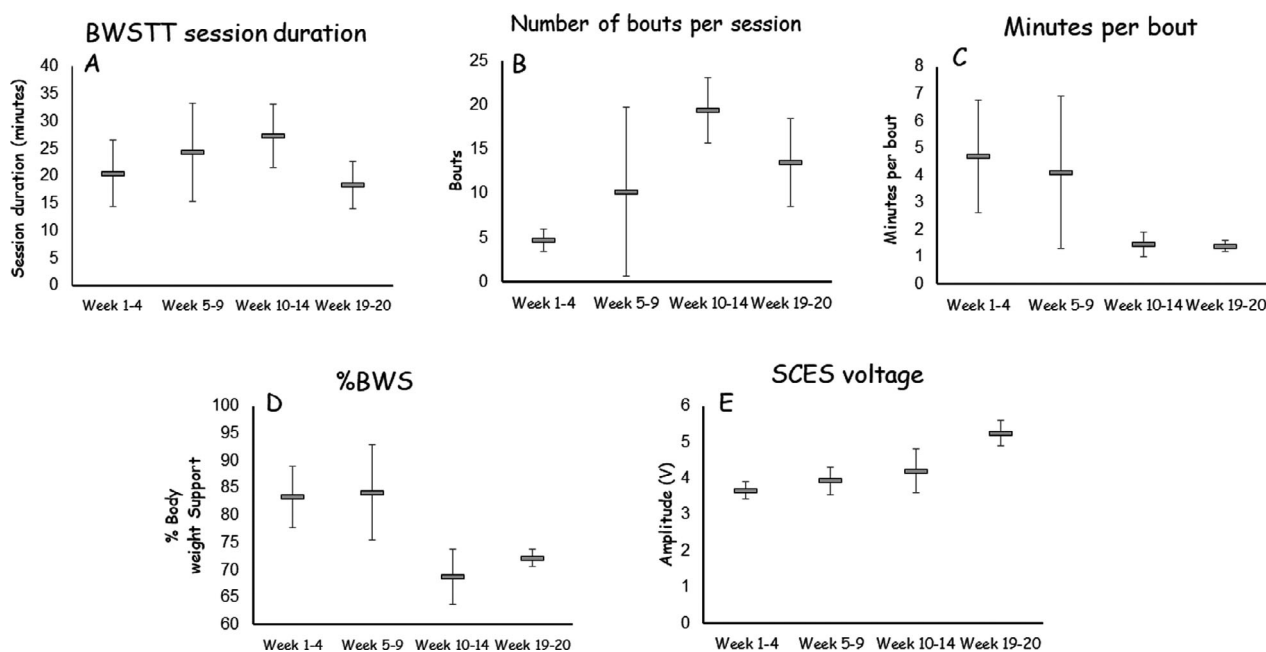 BWSTT session duration
A
Session duration (minutes)
40
35
30
25
20
15
10
5
0
Week 1-4 Week 5-9 Week 10-14 Week 19-20
Number of bouts per session
B
Bouts
25
20
15
10
5
0
Week 1-4 Week 5-9 Week 10-14 Week 19-20
Minutes per bout
C
Minutes per bout
8
7
6
5
4
3
2
1
0
Week 1-4 Week 5-9 Week 10-14 Week 19-20
%BWS
D
% Body
weight Support
100
95
90
85
80
75
70
65
60
Week 1-4 Week 5-9 Week 10-14 Week 19-20
SCES voltage
E
Amplitude (V)
6
5
4
3
2
1
0
Week 1-4 Week 5-9 Week 10-14 Week 19-20